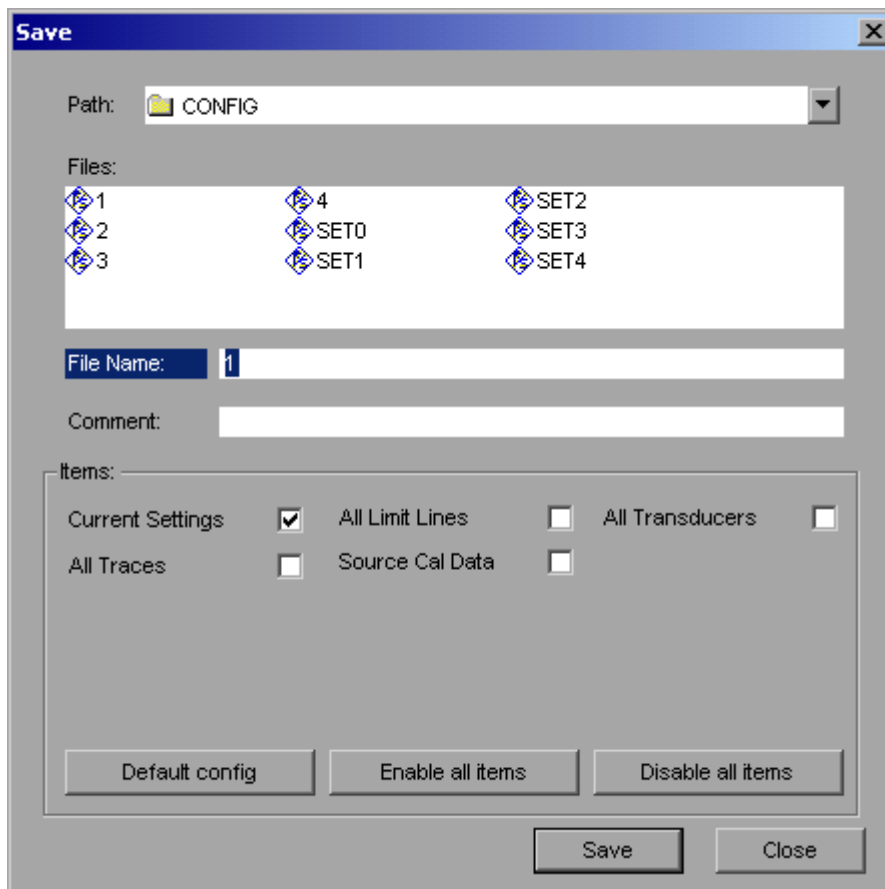 Save
Path: CONFIG
Files:
1 4 SET2
2 SET0 SET3
3 SET1 SET4
File Name: 1
Comment:
Items:
Current Settings All Limit Lines All Transducers
All Traces Source Cal Data
Default config Enable all items Disable all items
Save Close